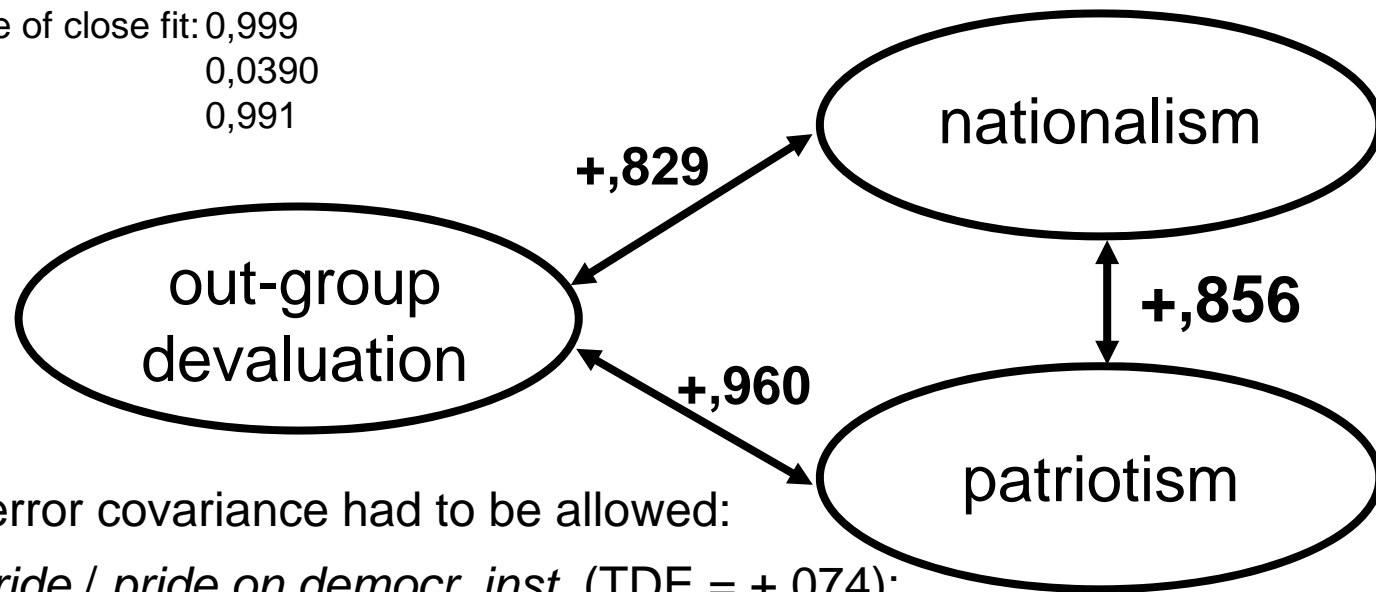 e of close fit: 0,999
0,0390
0,991
nationalism
+,829
out-group
devaluation
+,856
+,960
patriotism
error covariance had to be allowed:
ride / pride on democr. inst. (TDE = +,074);